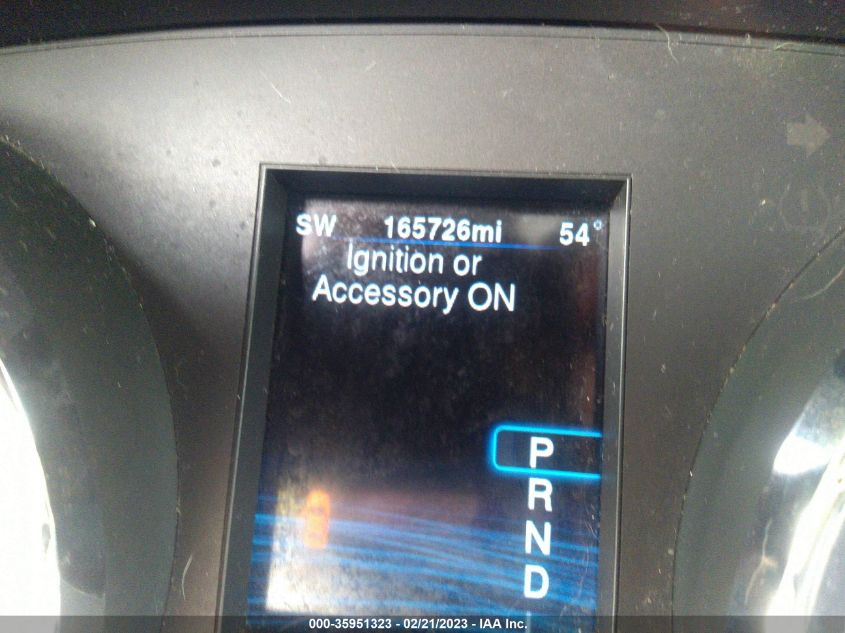 SW 165726mi 54°
Ignition or
Accessory ON
P
R
N
D
000-35951323 - 02/21/2023 - IAA Inc.